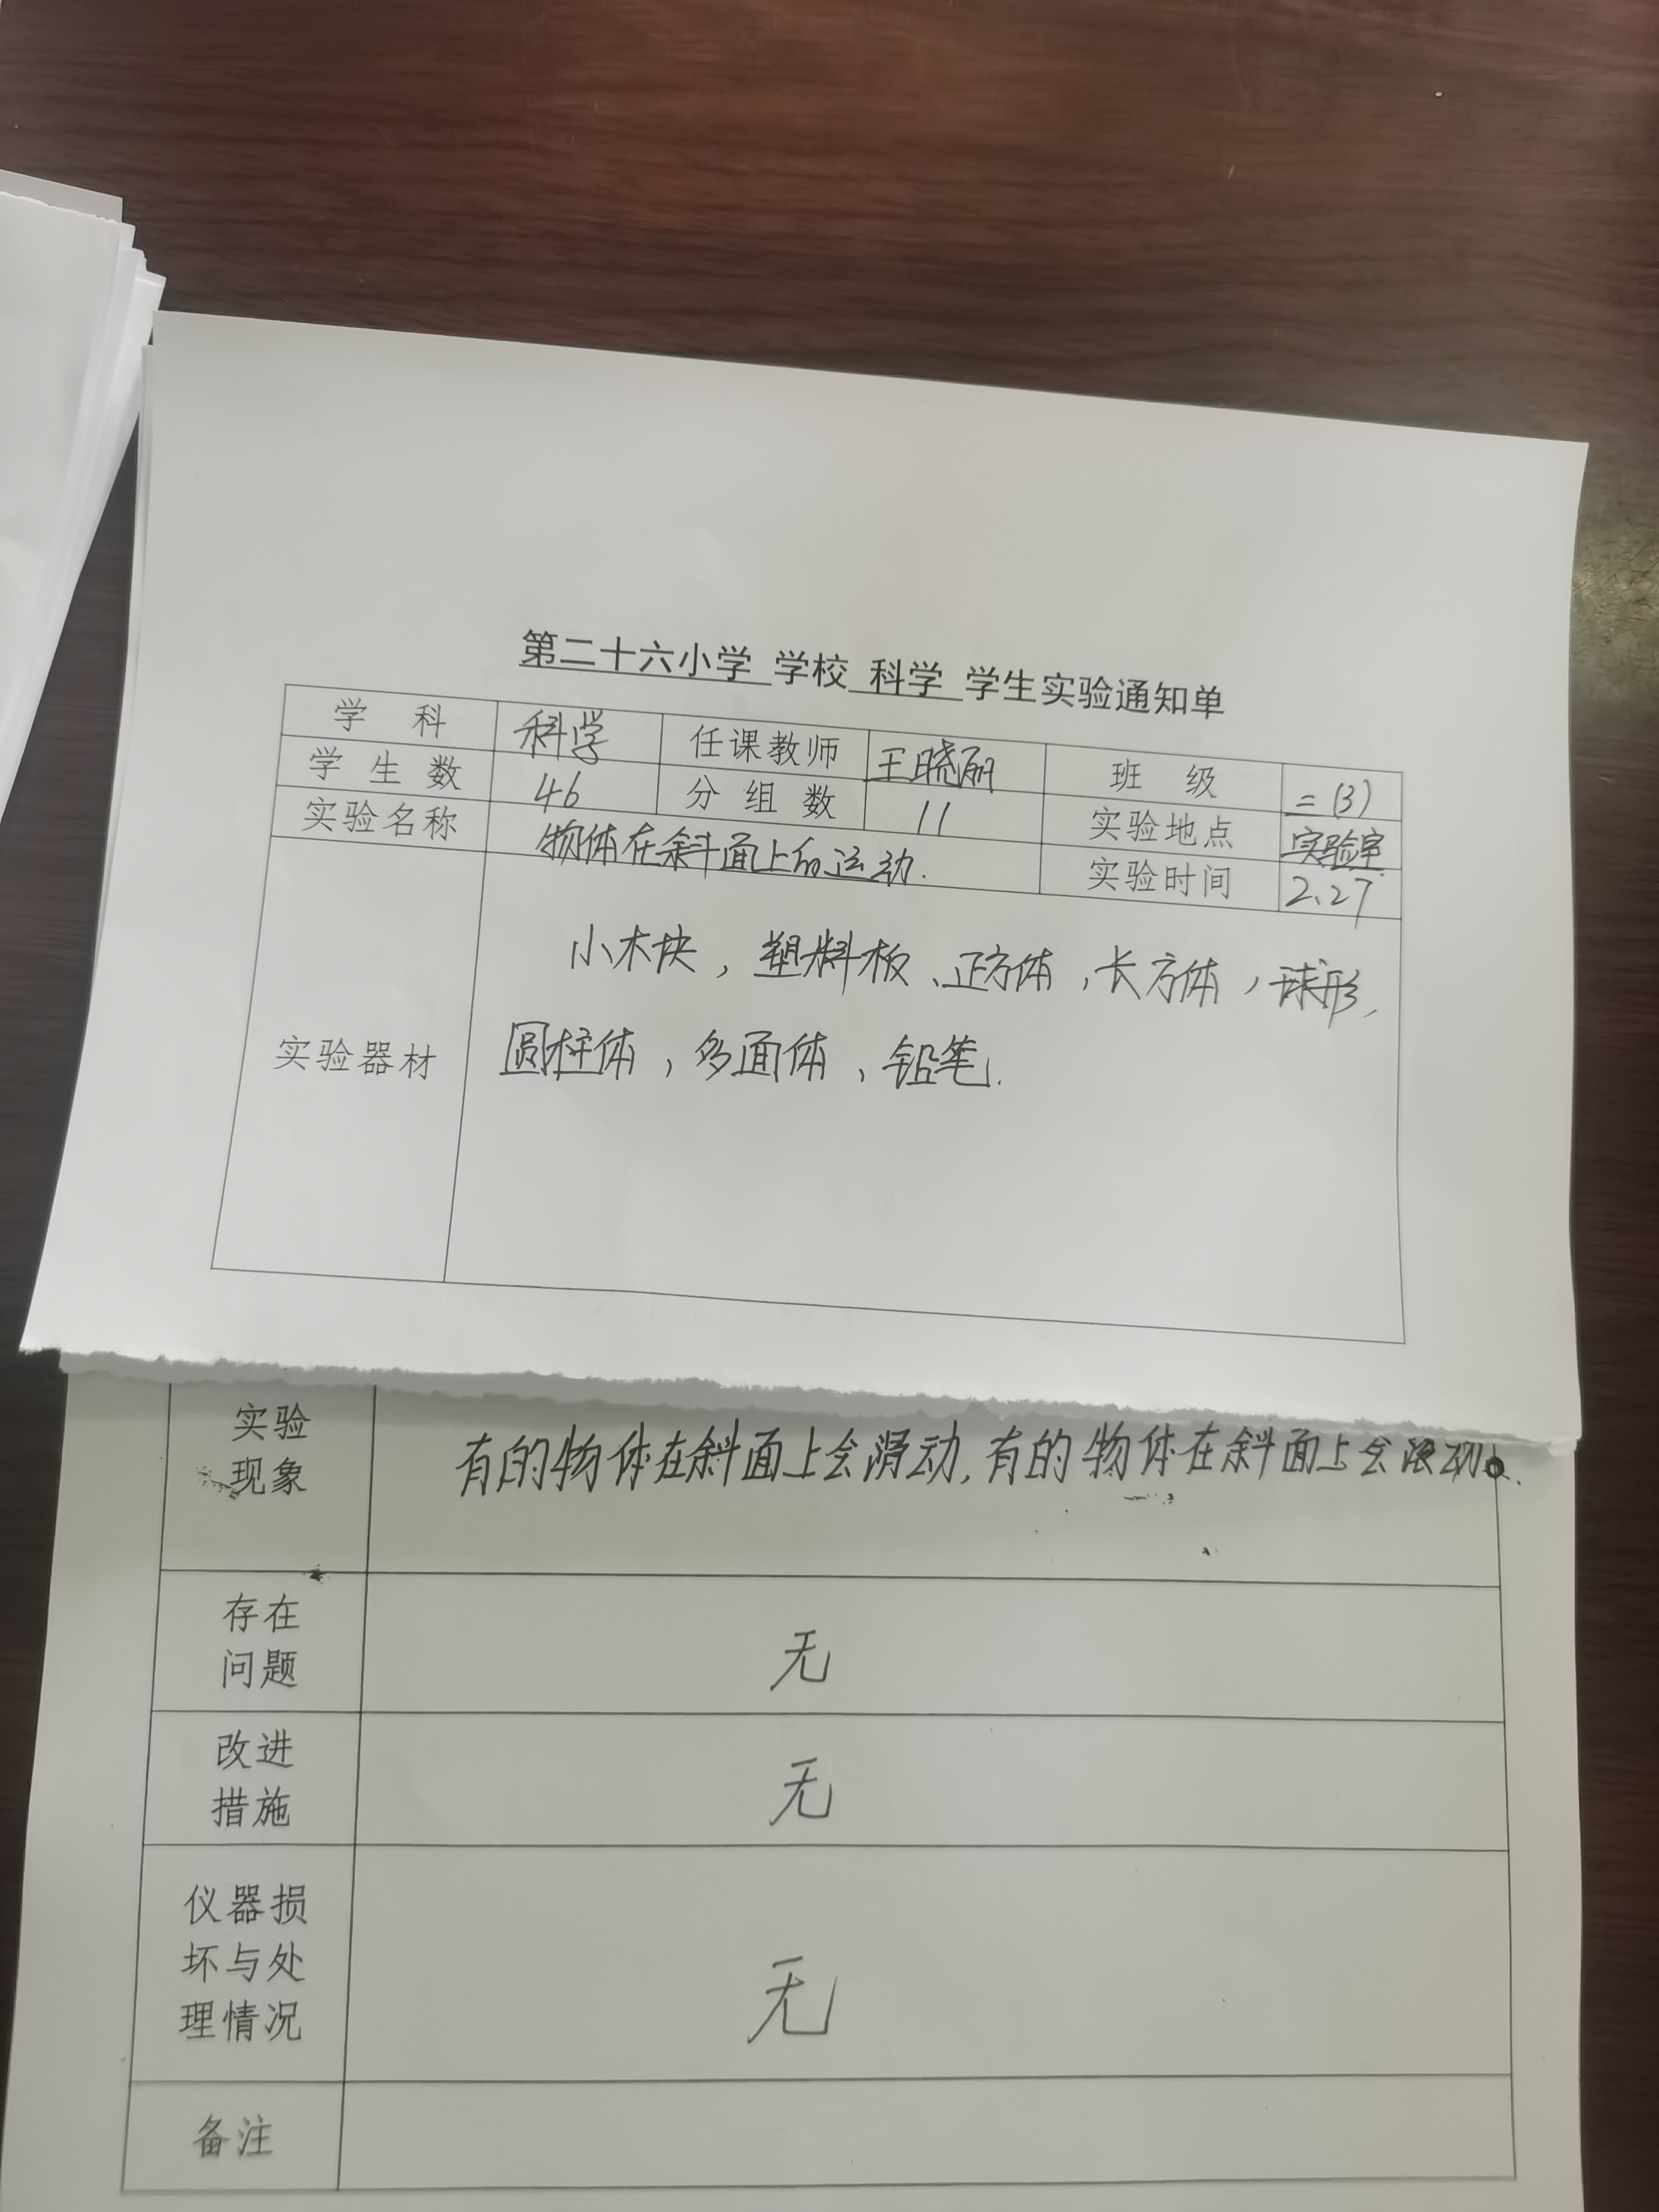 第二十六小学 学校 科学 学生实验通知单
学科 科学 任课教师 王晓丽 班级 三(3)
学生数 46 分组数 11 实验地点 实验室
实验名称 物体在斜面上的运动. 实验时间 2.27
实验器材
小木块，塑料板、正方体，长方体，球形，
圆柱体，多面体，铅笔.
实验
现象
有的物体在斜面上会滑动,有的物体在斜面上会滚动.
存在
问题
无
改进
措施
无
仪器损
坏与处
理情况
无
备注